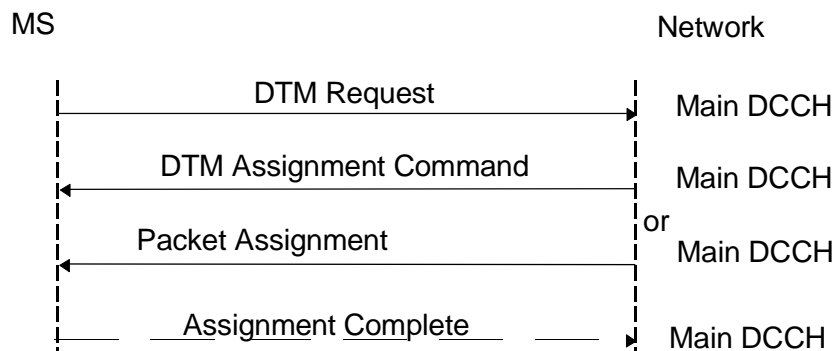 MS
Network
DTM Request
Main DCCH
DTM Assignment Command
Main DCCH
or
Packet Assignment
Main DCCH
Assignment Complete
Main DCCH